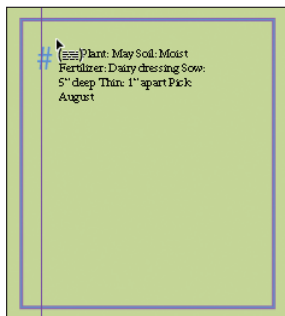 #
Plant: May Soil: Moist
Fertilizer: Dairy dressing Sow:
5" deep Thin: 1" apart Pick:
August